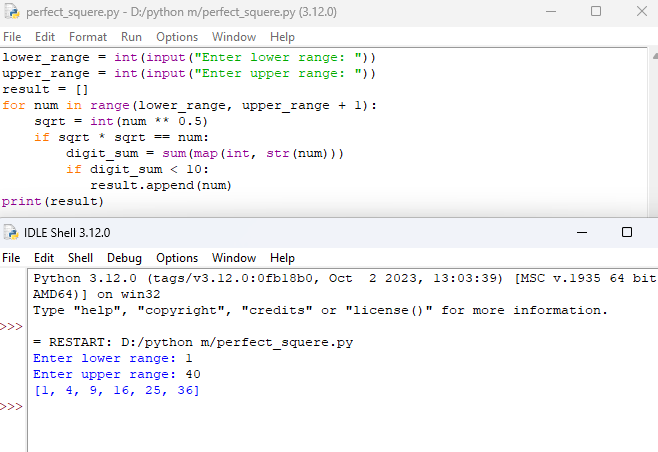 perfect_squere.py - D:/python m/perfect_squere.py (3.12.0)
File Edit Format Run Options Window Help
lower_range = int(input("Enter lower range: "))
upper_range = int(input("Enter upper range: "))
result = []
for num in range(lower_range, upper_range + 1):
    sqrt = int(num ** 0.5)
    if sqrt * sqrt == num:
        digit_sum = sum(map(int, str(num)))
        if digit_sum < 10:
           result.append(num)
print(result)
IDLE Shell 3.12.0
File Edit Shell Debug Options Window Help
Python 3.12.0 (tags/v3.12.0:0fb18b0, Oct  2 2023, 13:03:39) [MSC v.1935 64 bit
AMD64)] on win32
Type "help", "copyright", "credits" or "license()" for more information.
>>>
= RESTART: D:/python m/perfect_squere.py
Enter lower range: 1
Enter upper range: 40
[1, 4, 9, 16, 25, 36]
>>>